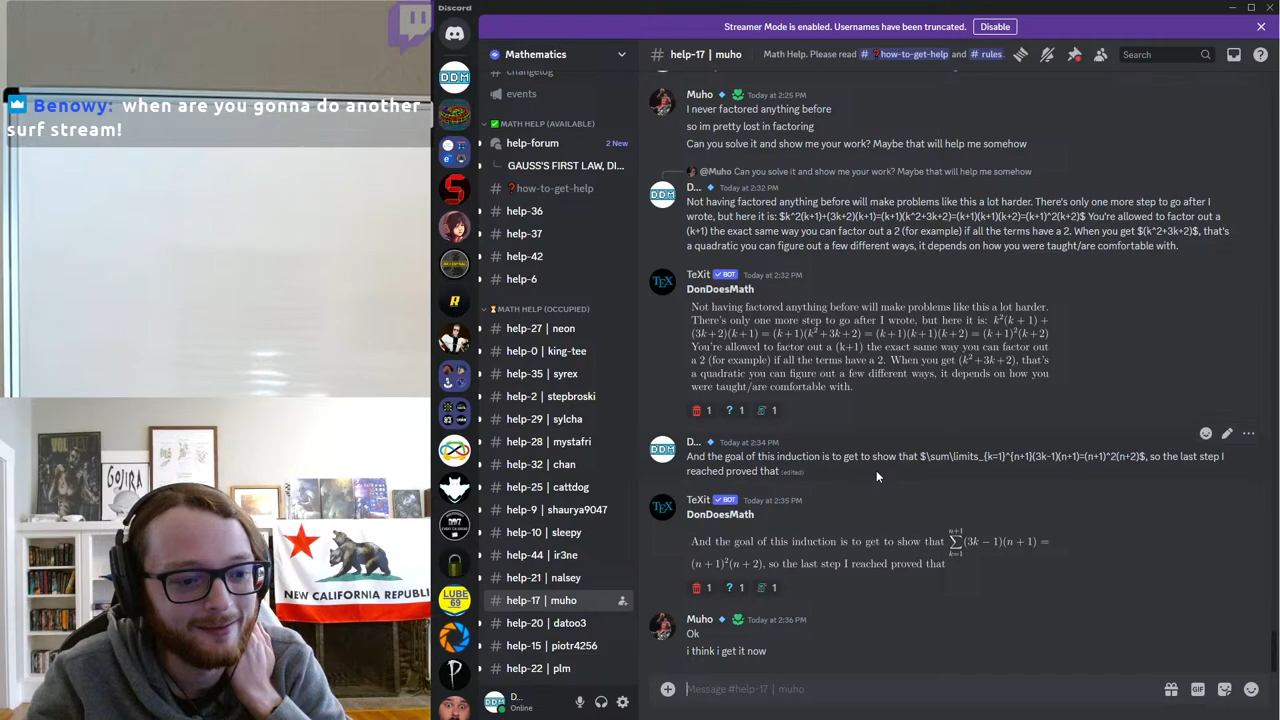 Discord
Streamer Mode is enabled. Usernames have been truncated. Disable
Benowy: when are you gonna do another
surf stream!
VOL
GOJIRA
NEW CALIFORNIA REPUBLI
DDM
LUBE
69
Mathematics
changelog
events
MATH HELP (AVAILABLE)
help-forum 2 New
GAUSS'S FIRST LAW, DI...
how-to-get-help
help-36
help-37
help-42
help-6
MATH HELP (OCCUPIED)
help-27 | neon
help-0 | king-tee
help-35 | syrex
help-2 | stepbroski
help-29 | sylcha
help-28 | mystafri
help-32 | chan
help-25 | cattdog
help-9 | shaurya9047
help-10 | sleepy
help-44 | ir3ne
help-21 | nalsey
help-17 | muho
help-20 | datoo3
help-15 | piotr4256
help-22 | plm
DDM D...
Online
# help-17 | muho Math Help. Please read # ❓how-to-get-help and # rules. Search
Muho Today at 2:25 PM
I never factored anything before
so im pretty lost in factoring
Can you solve it and show me your work? Maybe that will help me somehow
@Muho Can you solve it and show me your work? Maybe that will help me somehow
DDM D... Today at 2:32 PM
Not having factored anything before will make problems like this a lot harder. There's only one more step to go after I
wrote, but here it is: $k^2(k+1)+(3k+2)(k+1)=(k+1)(k^2+3k+2)=(k+1)(k+1)(k+2)=(k+1)^2(k+2)$ You're allowed to factor out a
(k+1) the exact same way you can factor out a 2 (for example) if all the terms have a 2. When you get $(k^2+3k+2)$, that's
a quadratic you can figure out a few different ways, it depends on how you were taught/are comfortable with.
TEX TeXit ✓ BOT Today at 2:32 PM
DonDoesMath
Not having factored anything before will make problems like this a lot harder.
There's only one more step to go after I wrote, but here it is: k²(k + 1) +
(3k + 2)(k + 1) = (k + 1)(k² + 3k + 2) = (k + 1)(k + 1)(k + 2) = (k + 1)²(k + 2)
You're allowed to factor out a (k+1) the exact same way you can factor out
a 2 (for example) if all the terms have a 2. When you get (k² + 3k + 2), that's
a quadratic you can figure out a few different ways, it depends on how you
were taught/are comfortable with.
1 ? 1 1
DDM D... Today at 2:34 PM
And the goal of this induction is to get to show that $\sum\limits_{k=1}^{n+1}(3k-1)(n+1)=(n+1)^2(n+2)$, so the last step I
reached proved that (edited)
TEX TeXit ✓ BOT Today at 2:35 PM
DonDoesMath
And the goal of this induction is to get to show that n+1 ∑ k=1 (3k − 1)(n + 1) =
(n + 1)²(n + 2), so the last step I reached proved that
1 ? 1 1
Muho Today at 2:36 PM
Ok
i think i get it now
Message #help-17 | muho
GIF